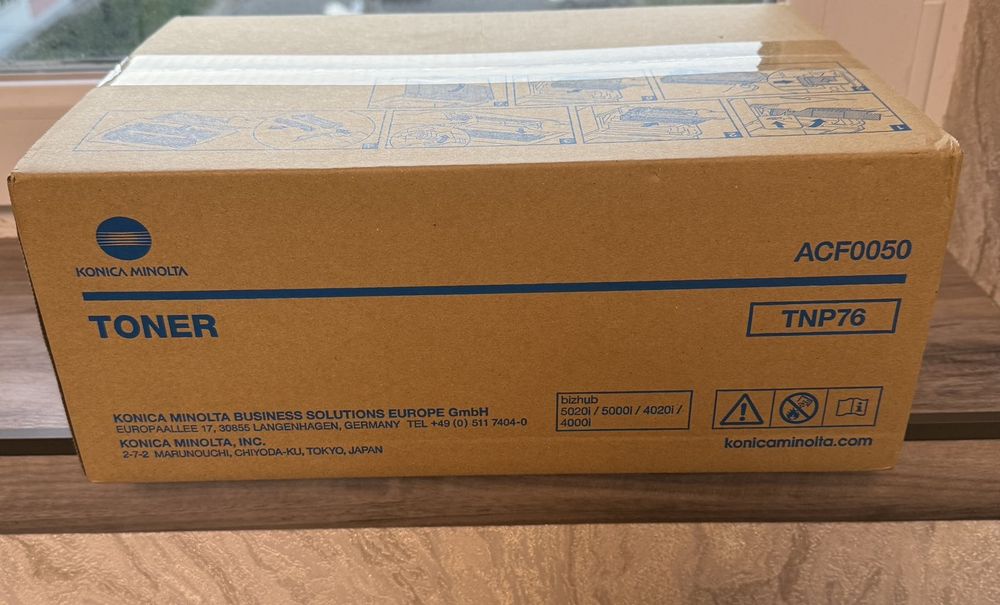 KONICA MINOLTA
ACF0050
TONER
TNP76
KONICA MINOLTA BUSINESS SOLUTIONS EUROPE GmbH
EUROPAALLEE 17, 30855 LANGENHAGEN, GERMANY TEL +49 (0) 511 7404-0
KONICA MINOLTA, INC.
2-7-2 MARUNOUCHI, CHIYODA-KU, TOKYO, JAPAN
bizhub
5020i / 5000i / 4020i /
4000i
konicaminolta.com